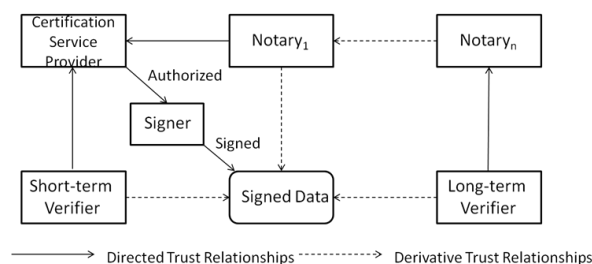 Certification
Service
Provider
Notary₁
Notaryₙ
Authorized
Signer
Signed
Short-term
Verifier
Signed Data
Long-term
Verifier
Directed Trust Relationships
Derivative Trust Relationships